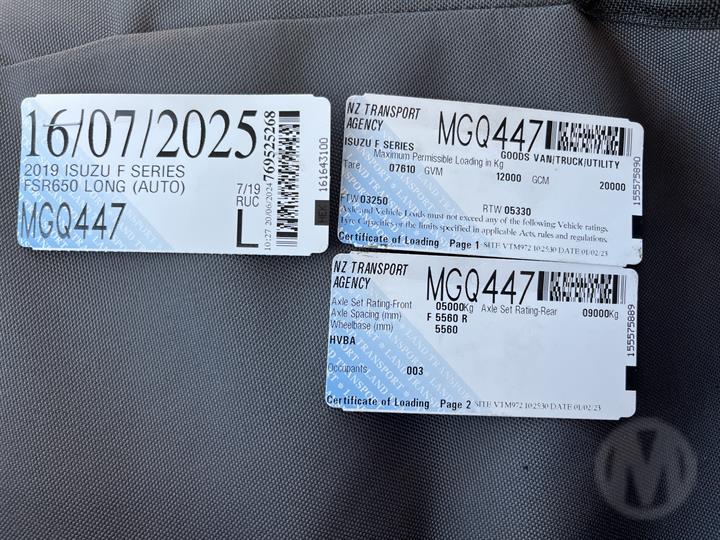 16/07/2025
2019 ISUZU F SERIES
FSR650 LONG (AUTO)
MGQ447
7/19
RUC
L
10:27 20/06/2024
769525268
161643100
NZ TRANSPORT
AGENCY
MGQ447
ISUZU F SERIES
GOODS VAN/TRUCK/UTILITY
Maximum Permissible Loading in Kg
Tare 07610 GVM 12000 GCM 20000
FTW 03250 RTW 05330
Axle and Vehicle Loads must not exceed any of the following: Vehicle ratings,
Tyre Capacities or the limits specified in applicable Acts, rules and regulations.
Certificate of Loading Page 1 SITE VTM972 102530 DATE 01/02/23
155575890
NZ TRANSPORT
AGENCY
MGQ447
Axle Set Rating-Front 05000Kg Axle Set Rating-Rear 09000Kg
Axle Spacing (mm) F 5560 R
Wheelbase (mm) 5560
HVBA
Occupants 003
Certificate of Loading Page 2 SITE VTM972 102530 DATE 01/02/23
155575889
M